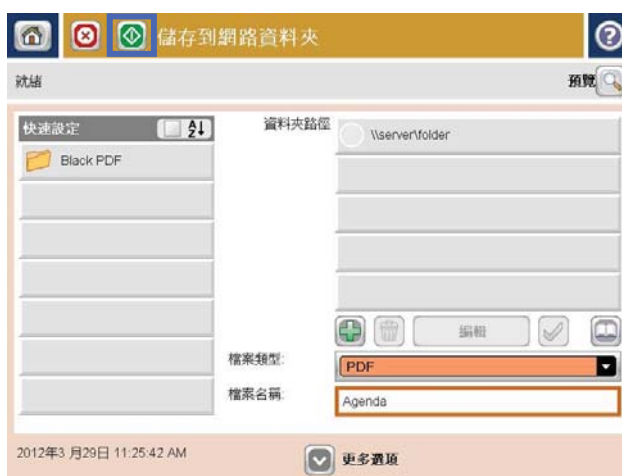 儲存到網路資料夾
就緒
預覽
快速設定
Black PDF
資料夾路徑
\\server\folder
編輯
檔案類型:
PDF
檔案名稱:
Agenda
2012年3 月29日 11:25:42 AM
更多選項